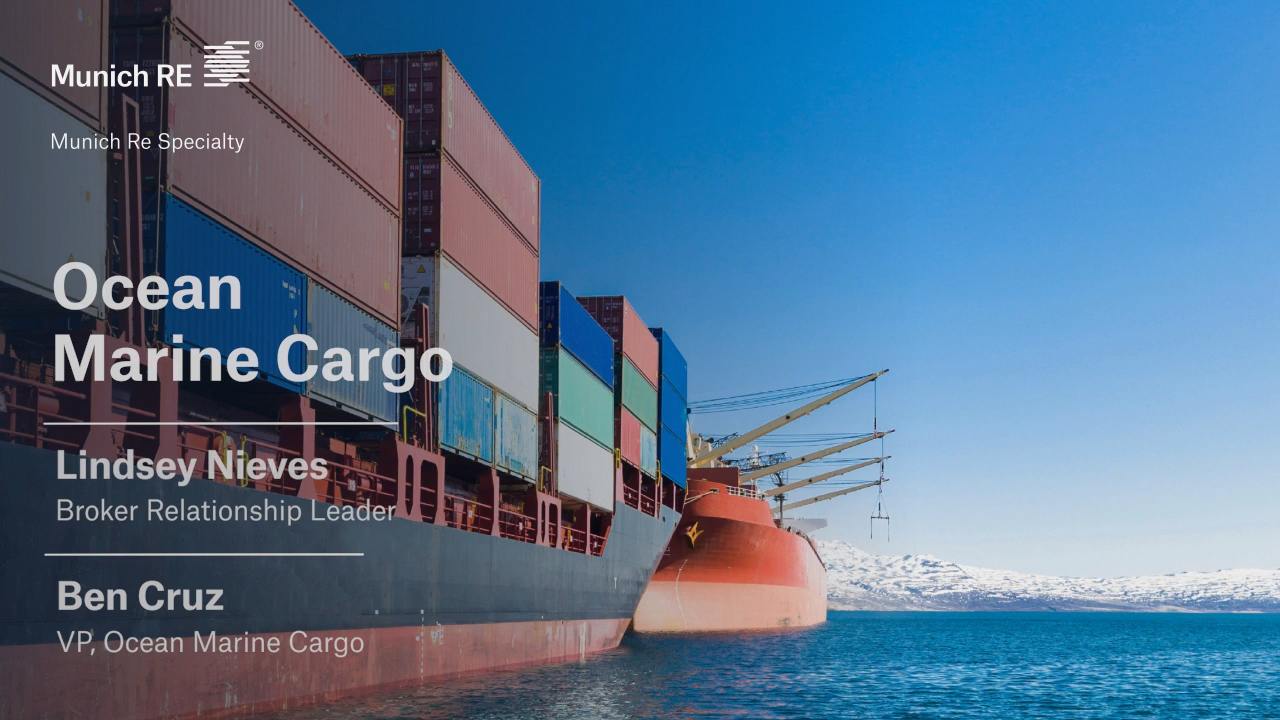 Munich RE ®
Munich Re Specialty
Ocean
Marine Cargo
Lindsey Nieves
Broker Relationship Leader
Ben Cruz
VP, Ocean Marine Cargo